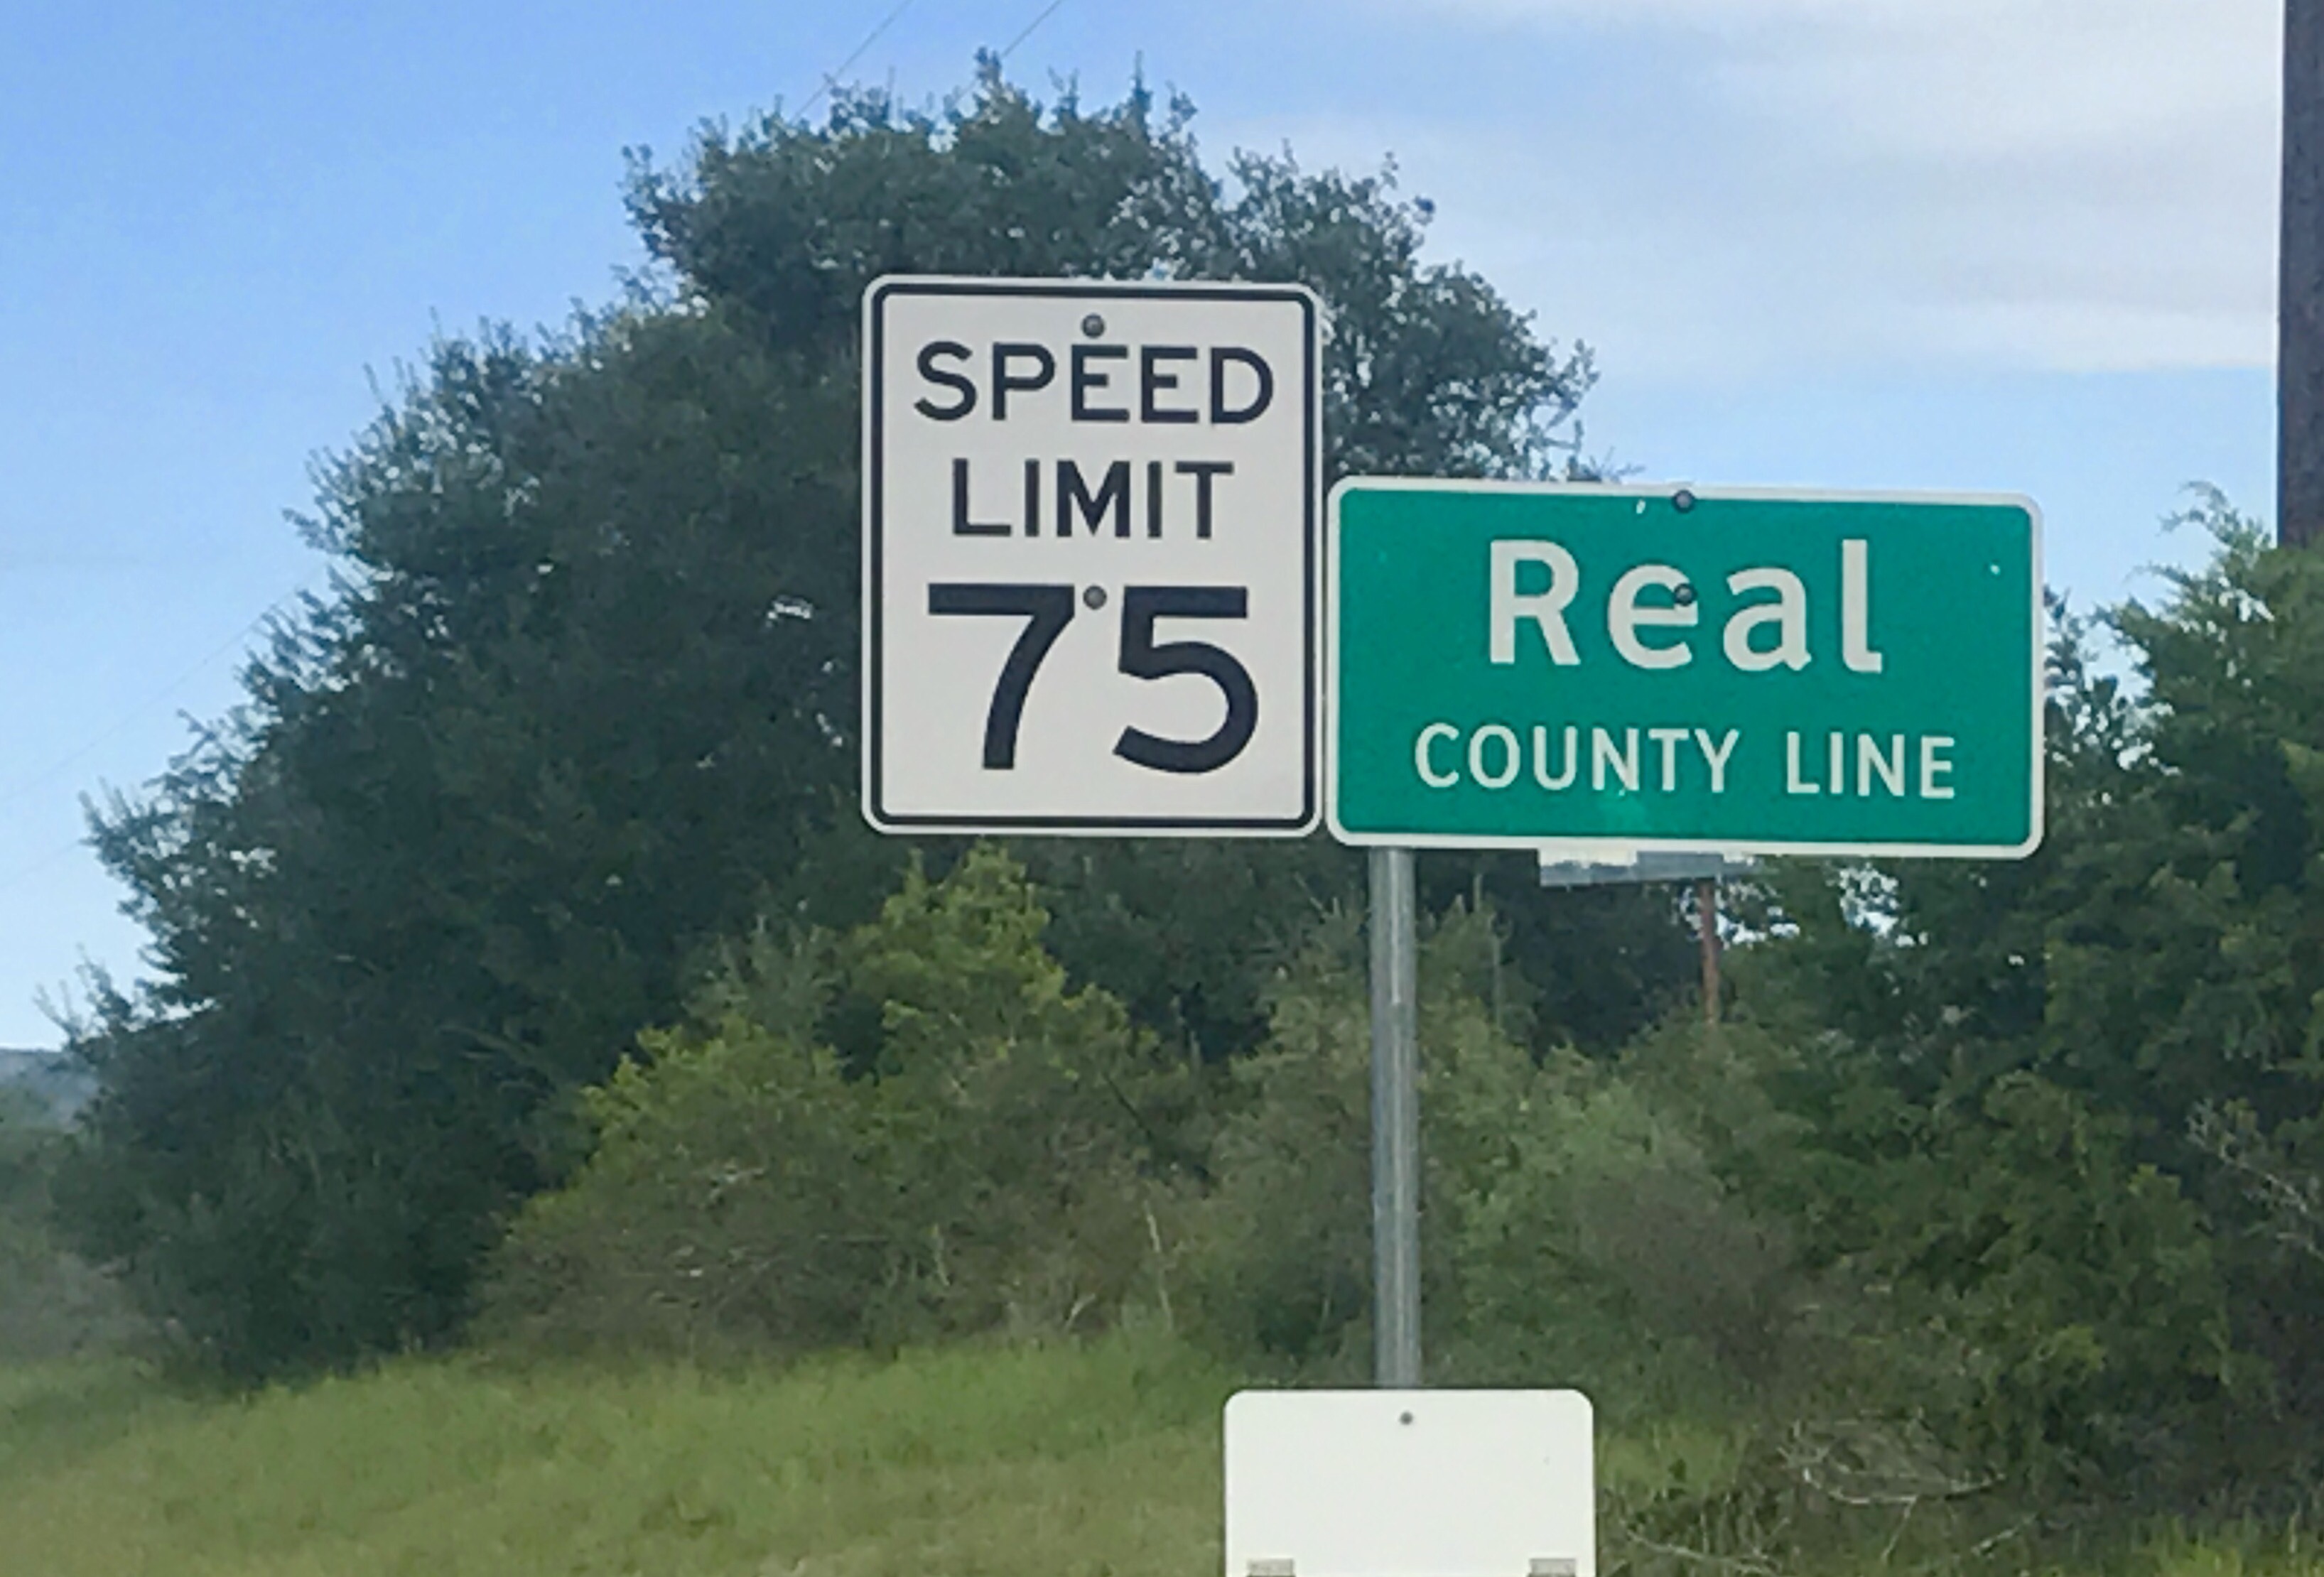 SPEED
LIMIT
75
Real
COUNTY LINE